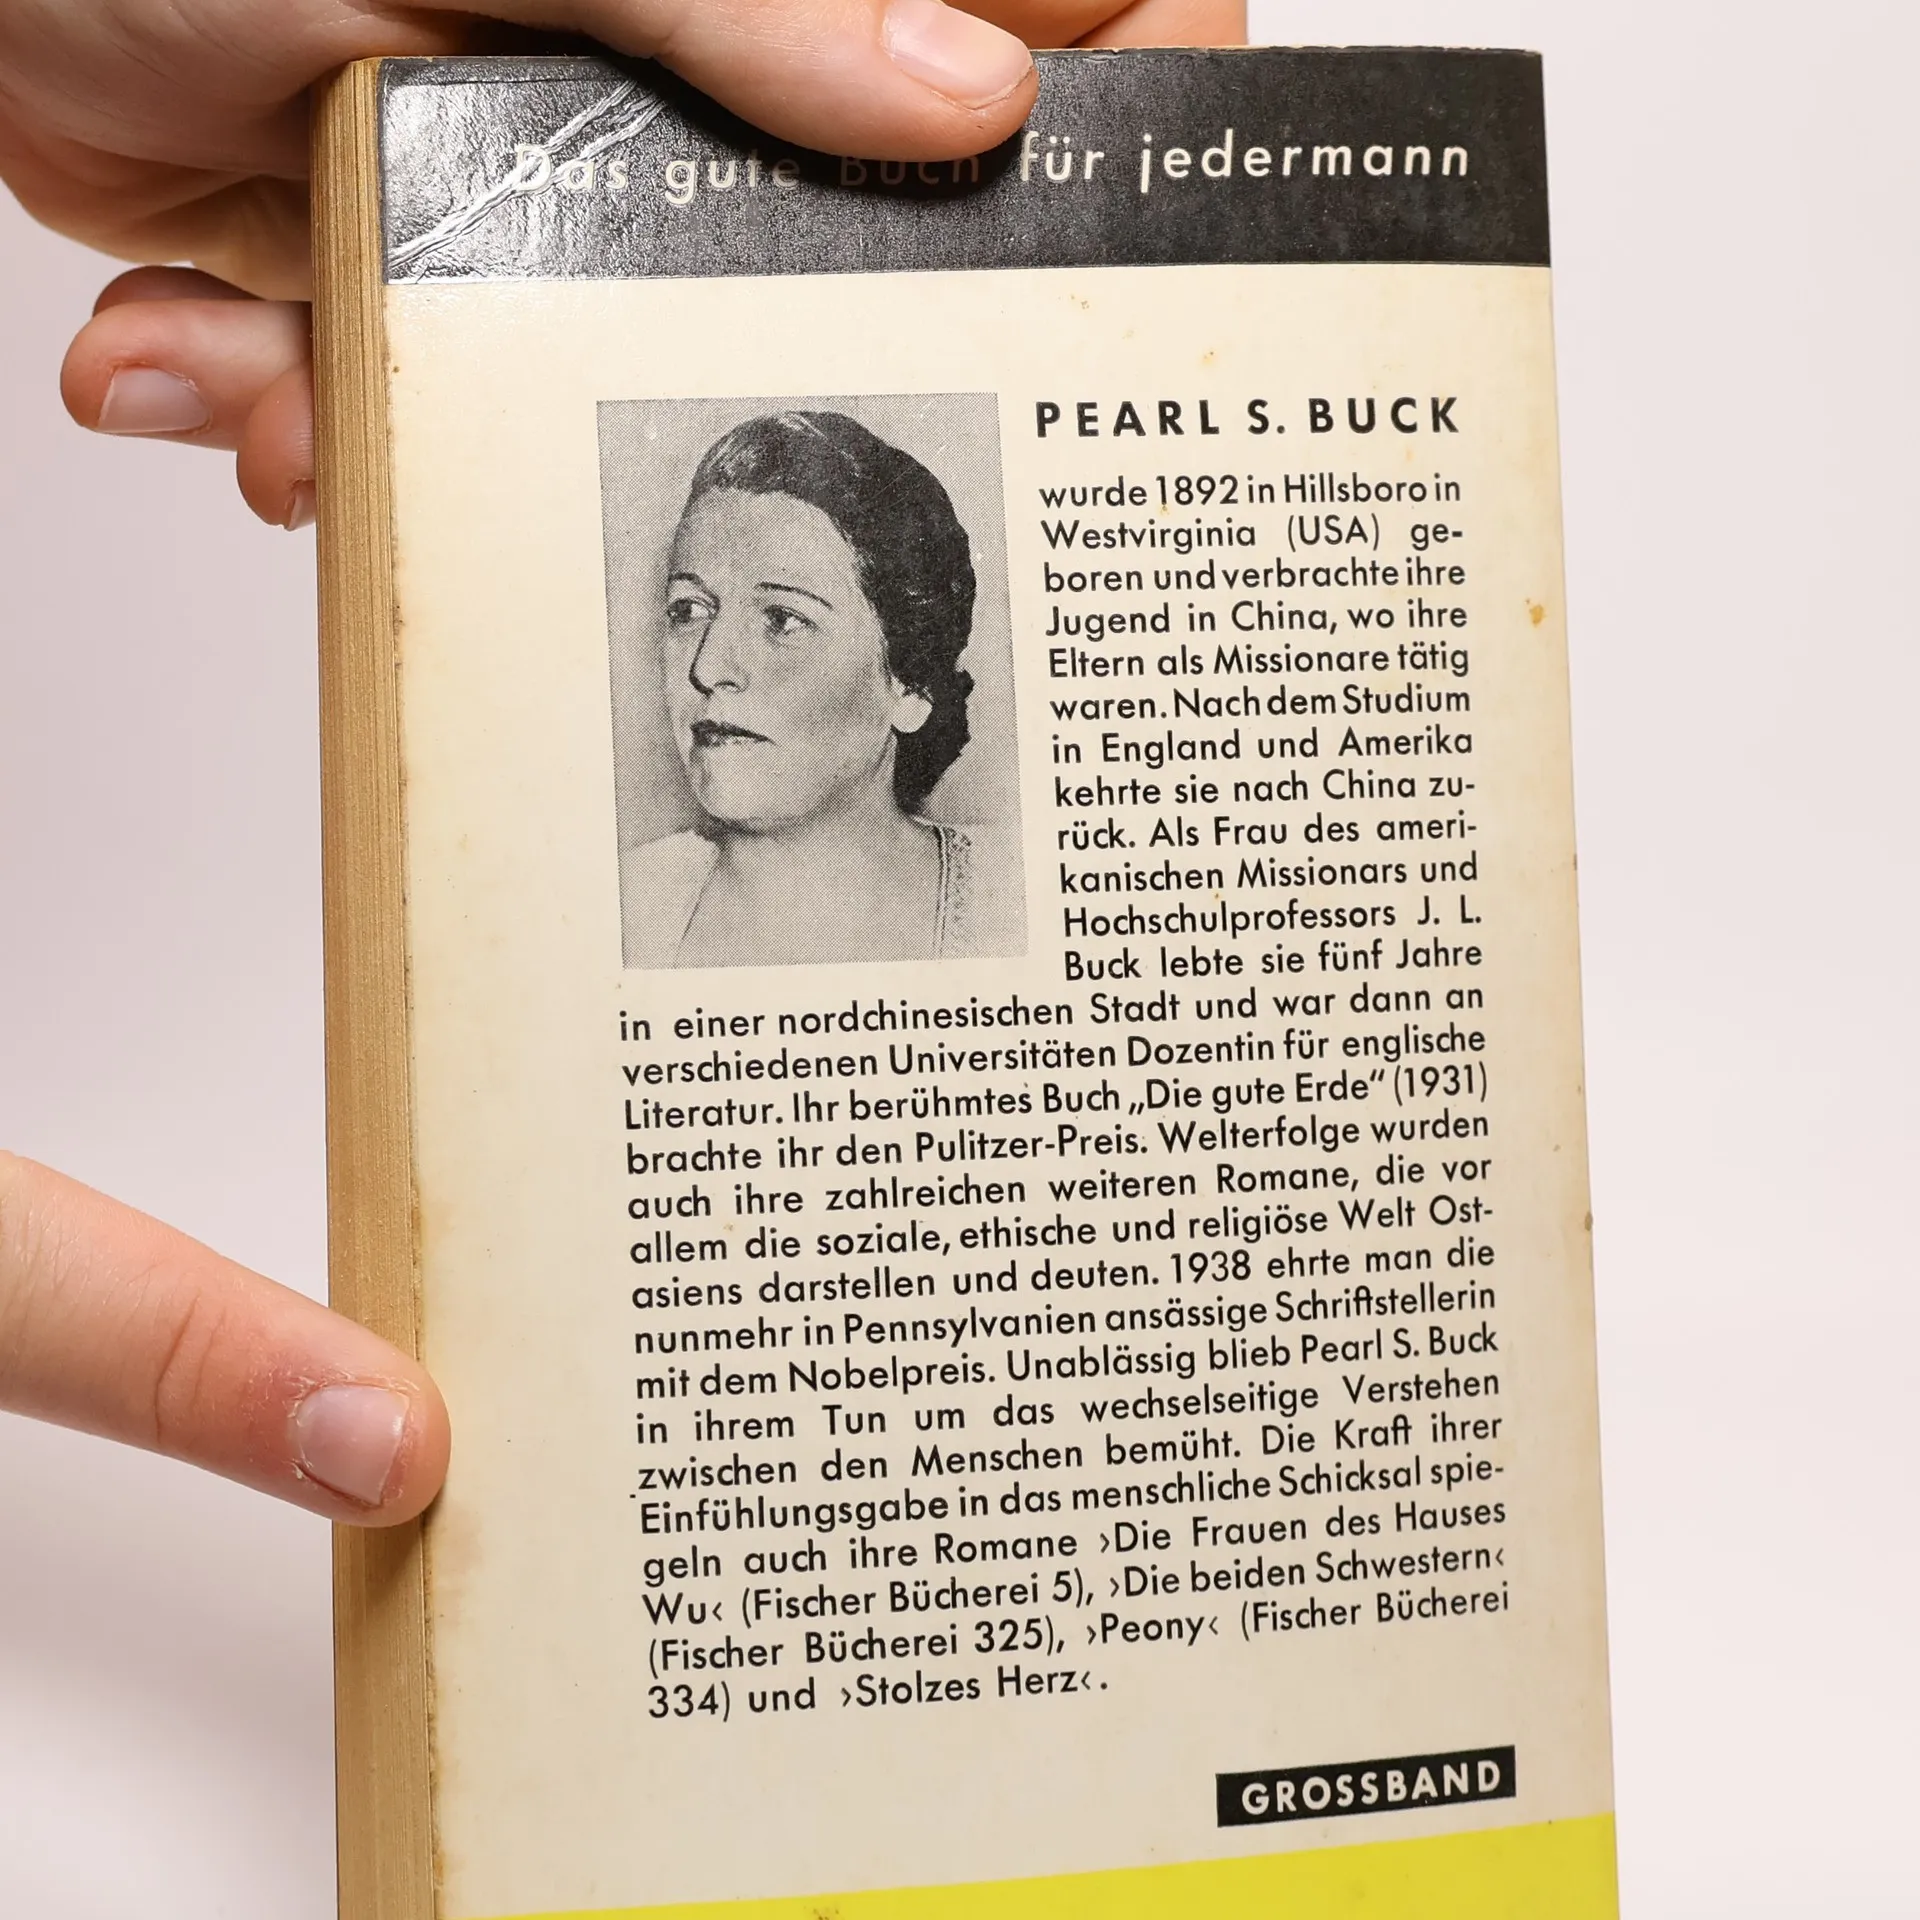 Das gute Buch für jedermann
PEARL S. BUCK
wurde 1892 in Hillsboro in
Westvirginia (USA) ge-
boren und verbrachte ihre
Jugend in China, wo ihre
Eltern als Missionare tätig
waren. Nach dem Studium
in England und Amerika
kehrte sie nach China zu-
rück. Als Frau des ameri-
kanischen Missionars und
Hochschulprofessors J. L.
Buck lebte sie fünf Jahre
in einer nordchinesischen Stadt und war dann an
verschiedenen Universitäten Dozentin für englische
Literatur. Ihr berühmtes Buch „Die gute Erde“ (1931)
brachte ihr den Pulitzer-Preis. Welterfolge wurden
auch ihre zahlreichen weiteren Romane, die vor
allem die soziale, ethische und religiöse Welt Ost-
asiens darstellen und deuten. 1938 ehrte man die
nunmehr in Pennsylvanien ansässige Schriftstellerin
mit dem Nobelpreis. Unablässig blieb Pearl S. Buck
in ihrem Tun um das wechselseitige Verstehen
zwischen den Menschen bemüht. Die Kraft ihrer
Einfühlungsgabe in das menschliche Schicksal spie-
geln auch ihre Romane ›Die Frauen des Hauses
Wu‹ (Fischer Bücherei 5), ›Die beiden Schwestern‹
(Fischer Bücherei 325), ›Peony‹ (Fischer Bücherei
334) und ›Stolzes Herz‹.
GROSSBAND